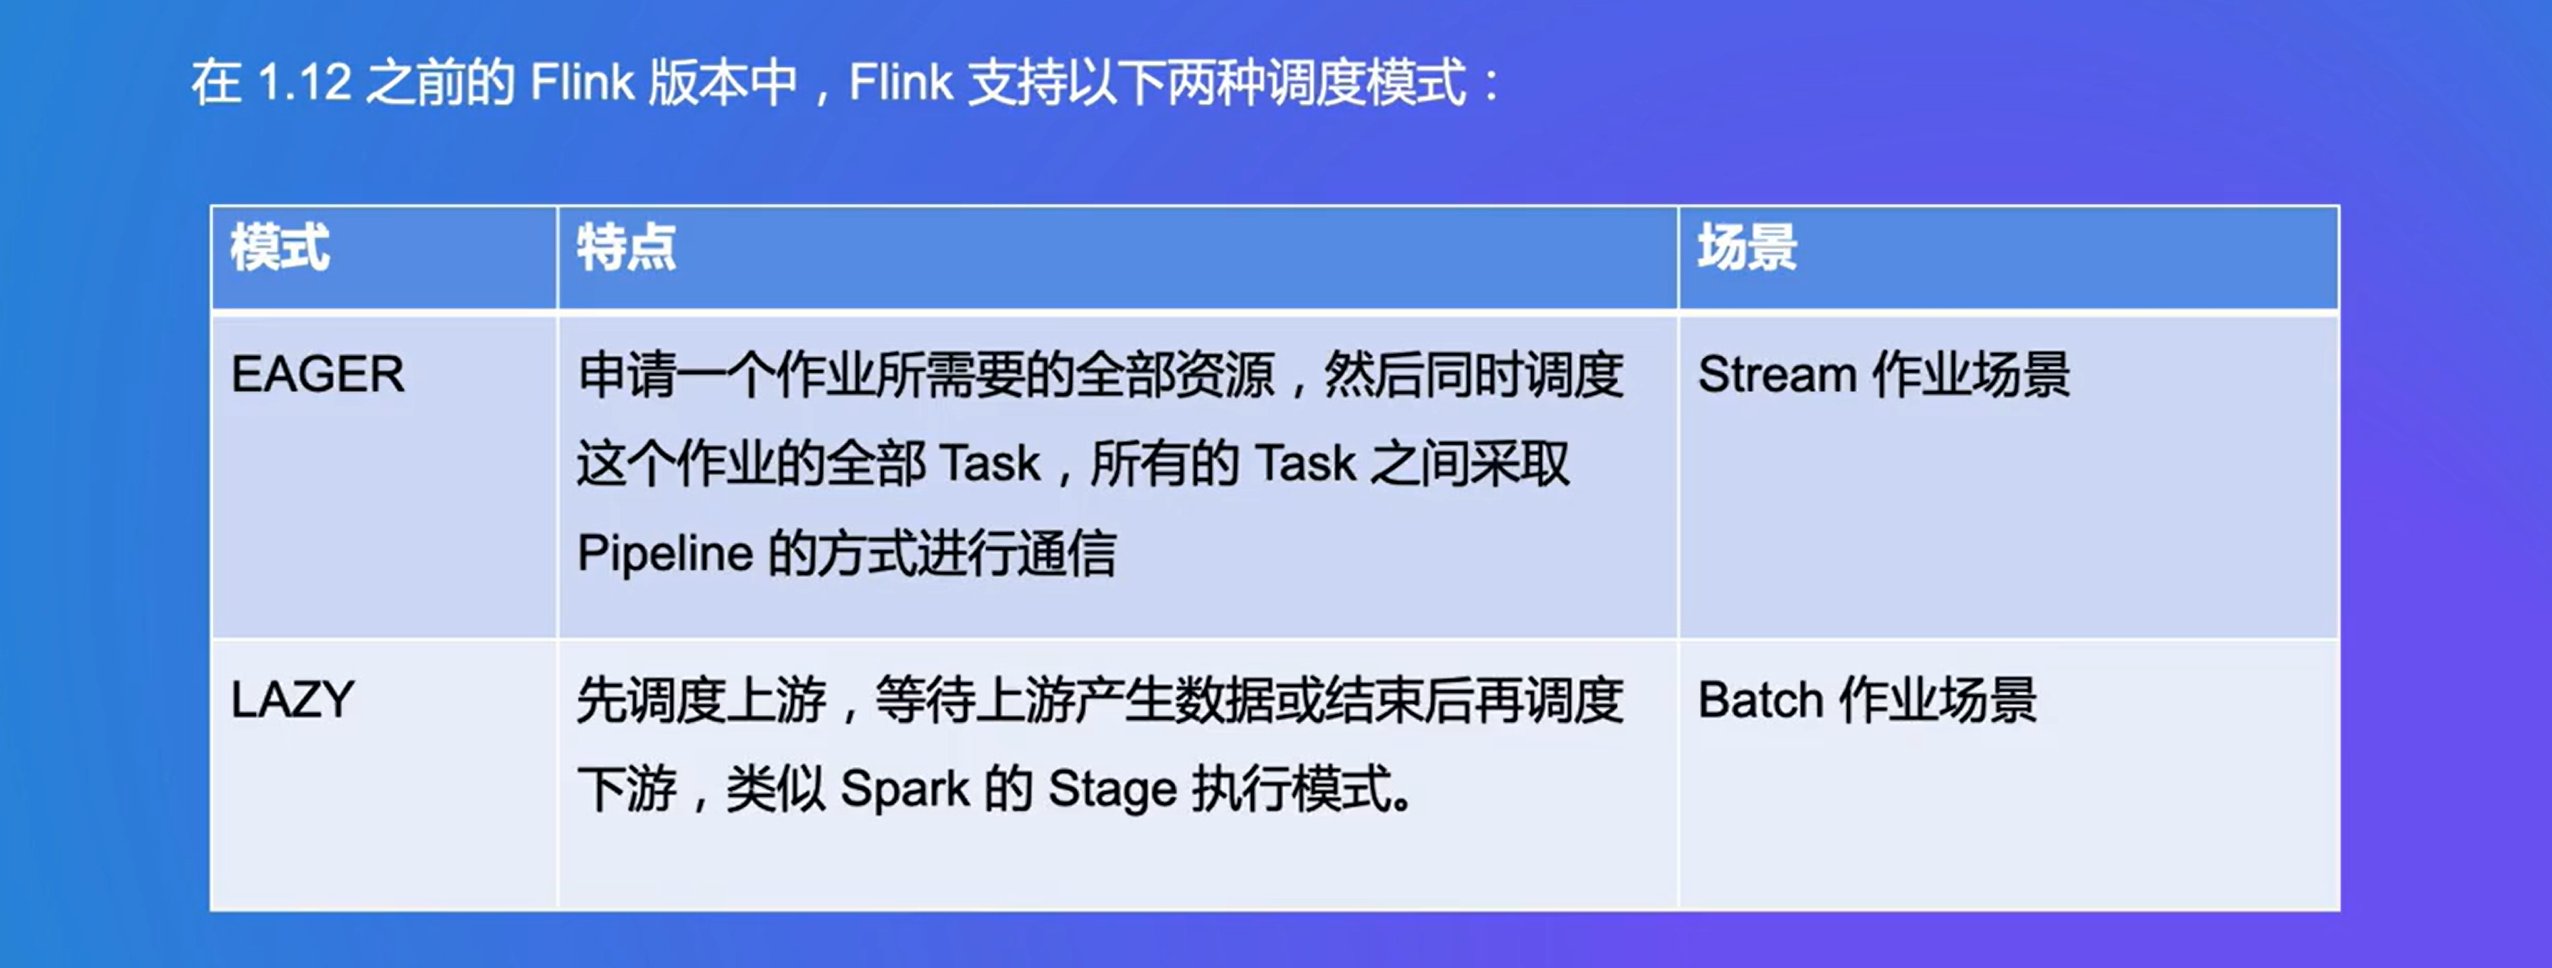 在 1.12 之前的 Flink 版本中，Flink 支持以下两种调度模式：
模式
特点
场景
EAGER
申请一个作业所需要的全部资源，然后同时调度
这个作业的全部 Task，所有的 Task 之间采取
Pipeline 的方式进行通信
Stream 作业场景
LAZY
先调度上游，等待上游产生数据或结束后再调度
下游，类似 Spark 的 Stage 执行模式。
Batch 作业场景